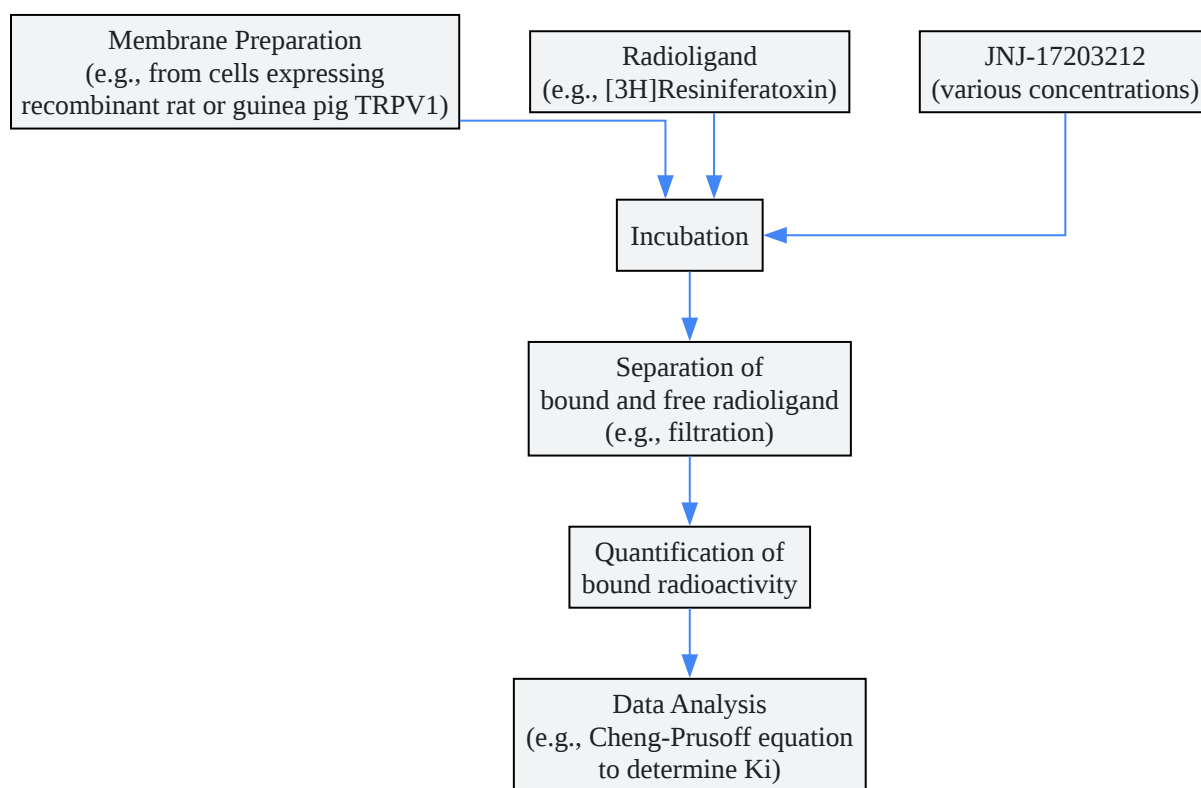 Membrane Preparation
(e.g., from cells expressing
recombinant rat or guinea pig TRPV1)
Radioligand
(e.g., [3H]Resiniferatoxin)
JNJ-17203212
(various concentrations)
Incubation
Separation of
bound and free radioligand
(e.g., filtration)
Quantification of
bound radioactivity
Data Analysis
(e.g., Cheng-Prusoff equation
to determine Ki)